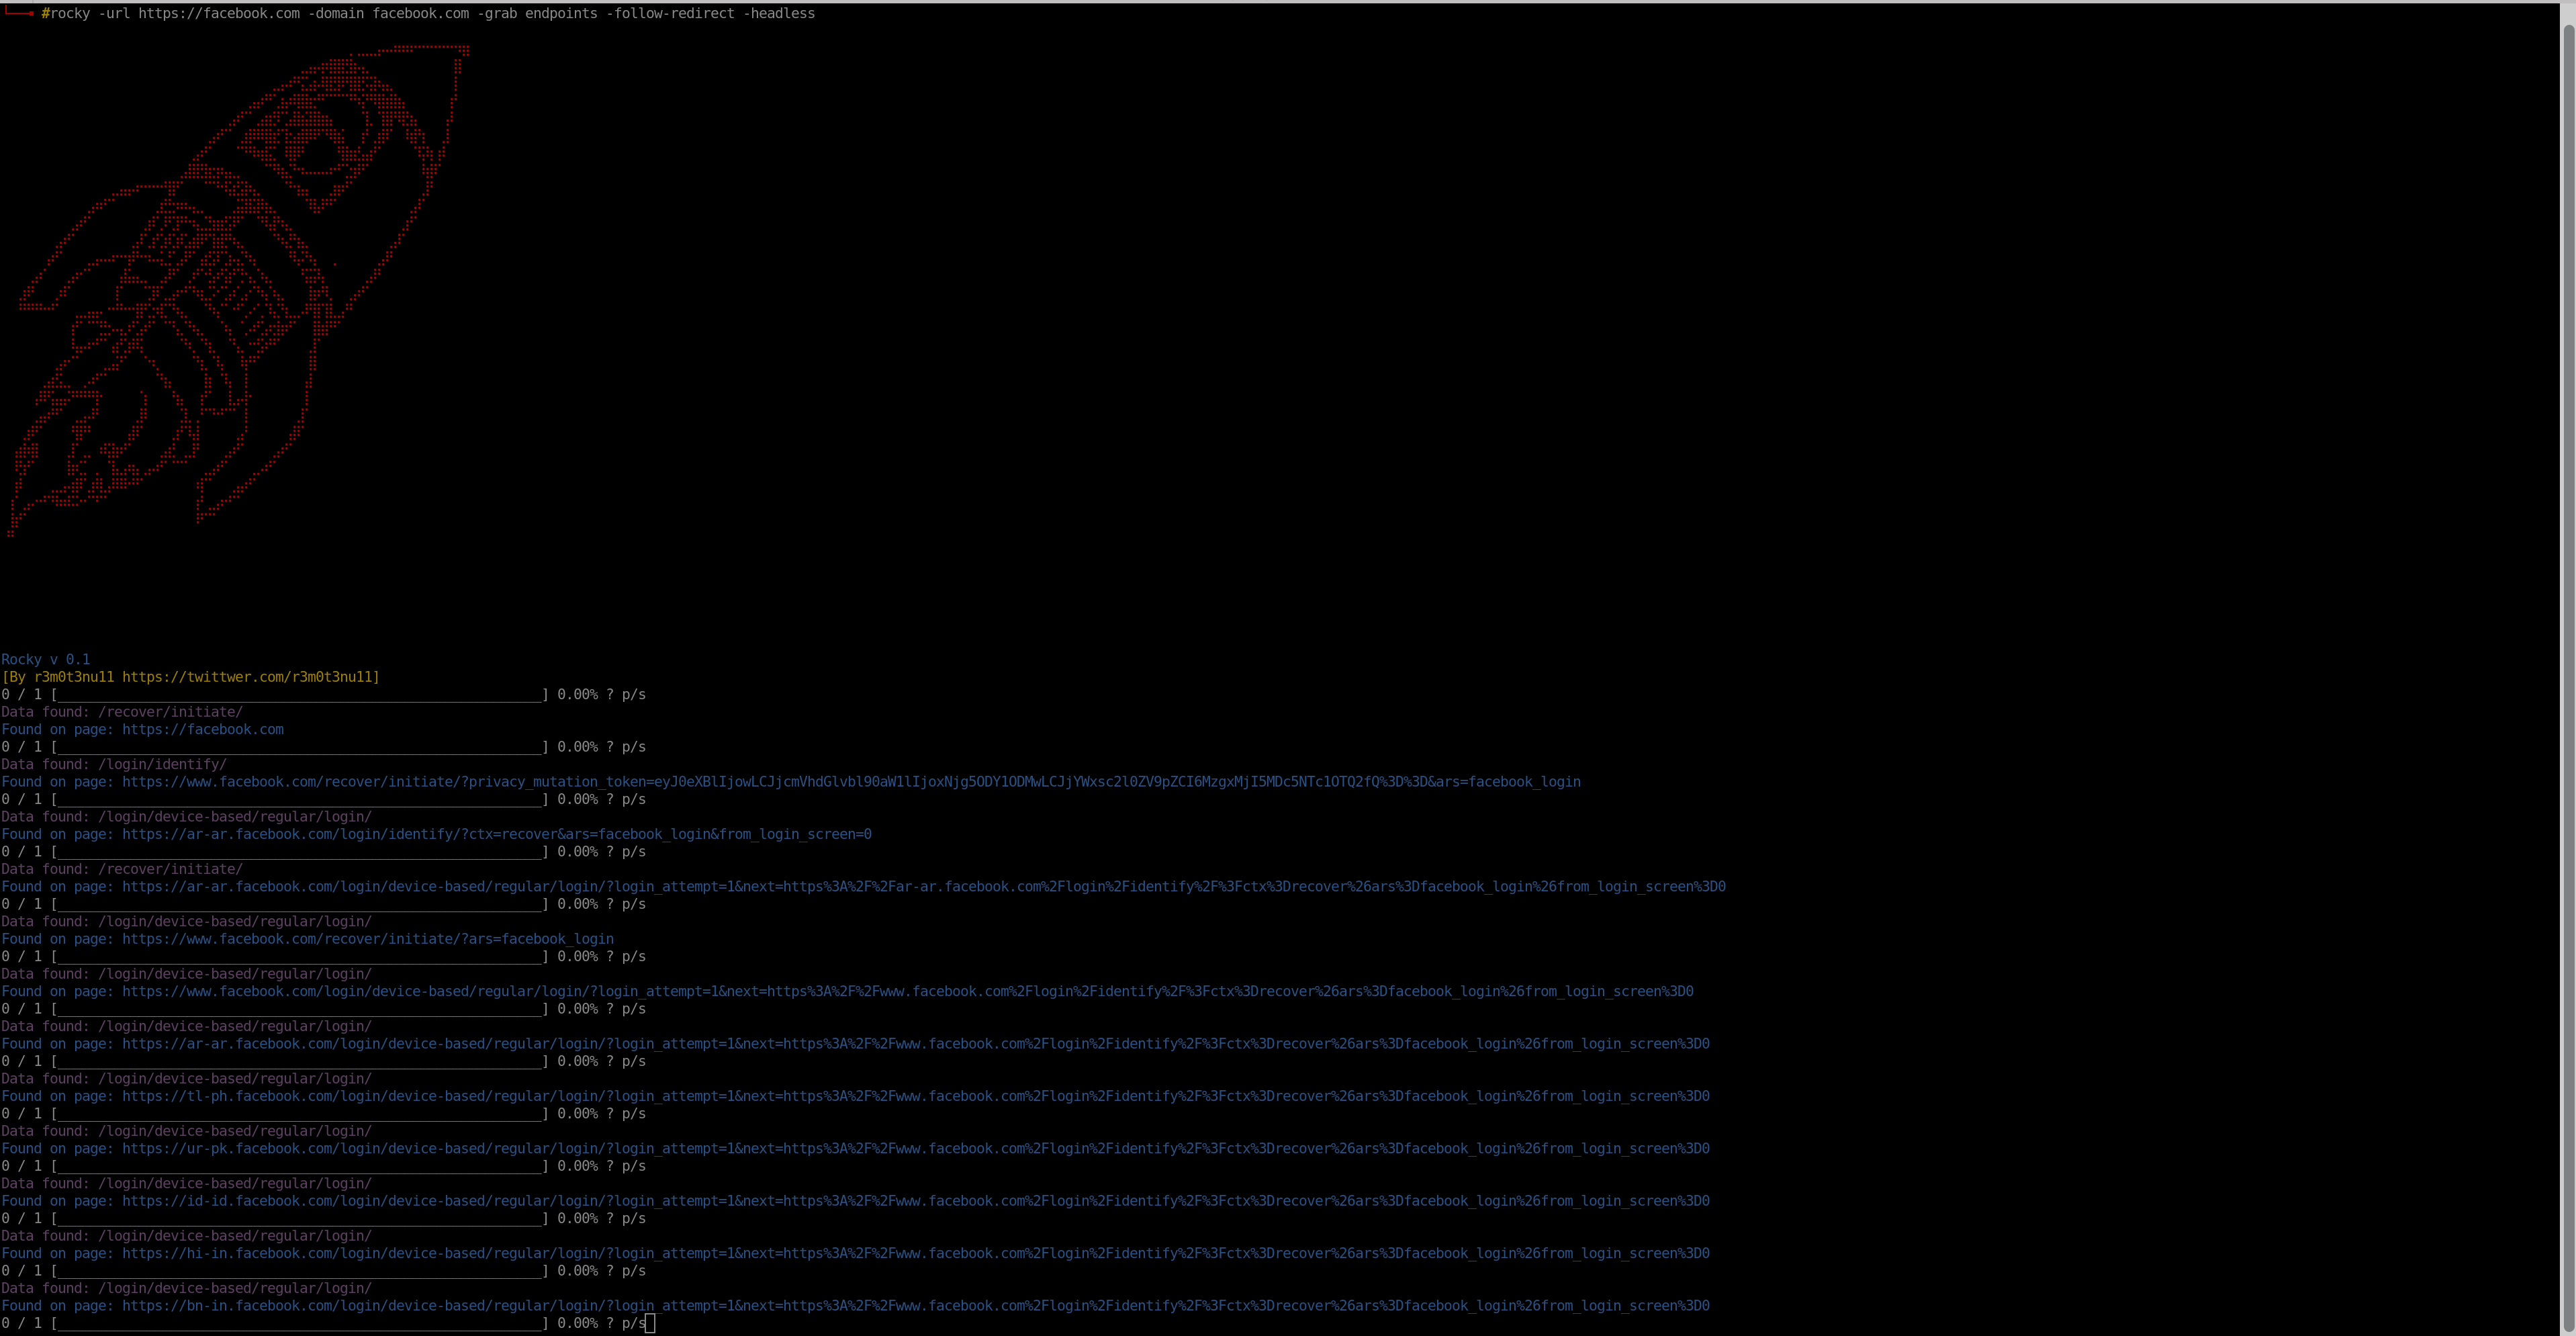 #rocky -url https://facebook.com -domain facebook.com -grab endpoints -follow-redirect -headless
Rocky v 0.1
[By r3m0t3nu11 https://twittwer.com/r3m0t3nu11]
0 / 1 [____________________________________________________________] 0.00% ? p/s
Data found: /recover/initiate/
Found on page: https://facebook.com
0 / 1 [____________________________________________________________] 0.00% ? p/s
Data found: /login/identify/
Found on page: https://www.facebook.com/recover/initiate/?privacy_mutation_token=eyJ0eXBlIjowLCJjcmVhdGlvbl90aW1lIjoxNjg5ODY1ODMwLCJjYWxsc2l0ZV9pZCI6MzgxMjI5MDc5NTc1OTQ2fQ%3D%3D&ars=facebook_login
0 / 1 [____________________________________________________________] 0.00% ? p/s
Data found: /login/device-based/regular/login/
Found on page: https://ar-ar.facebook.com/login/identify/?ctx=recover&ars=facebook_login&from_login_screen=0
0 / 1 [____________________________________________________________] 0.00% ? p/s
Data found: /recover/initiate/
Found on page: https://ar-ar.facebook.com/login/device-based/regular/login/?login_attempt=1&next=https%3A%2F%2Far-ar.facebook.com%2Flogin%2Fidentify%2F%3Fctx%3Drecover%26ars%3Dfacebook_login%26from_login_screen%3D0
0 / 1 [____________________________________________________________] 0.00% ? p/s
Data found: /login/device-based/regular/login/
Found on page: https://www.facebook.com/recover/initiate/?ars=facebook_login
0 / 1 [____________________________________________________________] 0.00% ? p/s
Data found: /login/device-based/regular/login/
Found on page: https://www.facebook.com/login/device-based/regular/login/?login_attempt=1&next=https%3A%2F%2Fwww.facebook.com%2Flogin%2Fidentify%2F%3Fctx%3Drecover%26ars%3Dfacebook_login%26from_login_screen%3D0
0 / 1 [____________________________________________________________] 0.00% ? p/s
Data found: /login/device-based/regular/login/
Found on page: https://ar-ar.facebook.com/login/device-based/regular/login/?login_attempt=1&next=https%3A%2F%2Fwww.facebook.com%2Flogin%2Fidentify%2F%3Fctx%3Drecover%26ars%3Dfacebook_login%26from_login_screen%3D0
0 / 1 [____________________________________________________________] 0.00% ? p/s
Data found: /login/device-based/regular/login/
Found on page: https://tl-ph.facebook.com/login/device-based/regular/login/?login_attempt=1&next=https%3A%2F%2Fwww.facebook.com%2Flogin%2Fidentify%2F%3Fctx%3Drecover%26ars%3Dfacebook_login%26from_login_screen%3D0
0 / 1 [____________________________________________________________] 0.00% ? p/s
Data found: /login/device-based/regular/login/
Found on page: https://ur-pk.facebook.com/login/device-based/regular/login/?login_attempt=1&next=https%3A%2F%2Fwww.facebook.com%2Flogin%2Fidentify%2F%3Fctx%3Drecover%26ars%3Dfacebook_login%26from_login_screen%3D0
0 / 1 [____________________________________________________________] 0.00% ? p/s
Data found: /login/device-based/regular/login/
Found on page: https://id-id.facebook.com/login/device-based/regular/login/?login_attempt=1&next=https%3A%2F%2Fwww.facebook.com%2Flogin%2Fidentify%2F%3Fctx%3Drecover%26ars%3Dfacebook_login%26from_login_screen%3D0
0 / 1 [____________________________________________________________] 0.00% ? p/s
Data found: /login/device-based/regular/login/
Found on page: https://hi-in.facebook.com/login/device-based/regular/login/?login_attempt=1&next=https%3A%2F%2Fwww.facebook.com%2Flogin%2Fidentify%2F%3Fctx%3Drecover%26ars%3Dfacebook_login%26from_login_screen%3D0
0 / 1 [____________________________________________________________] 0.00% ? p/s
Data found: /login/device-based/regular/login/
Found on page: https://bn-in.facebook.com/login/device-based/regular/login/?login_attempt=1&next=https%3A%2F%2Fwww.facebook.com%2Flogin%2Fidentify%2F%3Fctx%3Drecover%26ars%3Dfacebook_login%26from_login_screen%3D0
0 / 1 [____________________________________________________________] 0.00% ? p/s